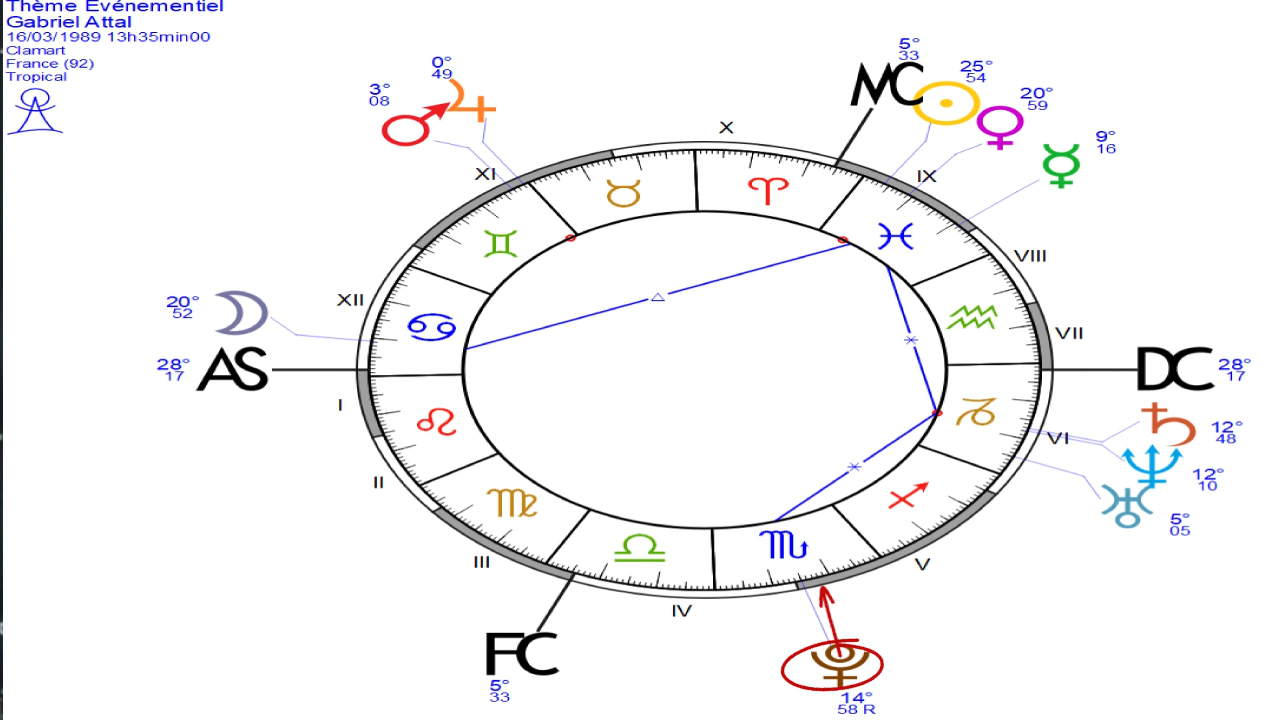 Thème Evénementiel
Gabriel Attal
16/03/1989 13h35min00
Clamart
France (92)
Tropical
0°
49
3°
08
5°
33
MC
25°
54
20°
59
9°
16
X
XI
IX
VIII
XII
VII
20°
52
28°
17
AS
DC
28°
17
I
12°
48
VI
II
12°
10
5°
05
III
V
IV
FC
5°
33
14°
58 R